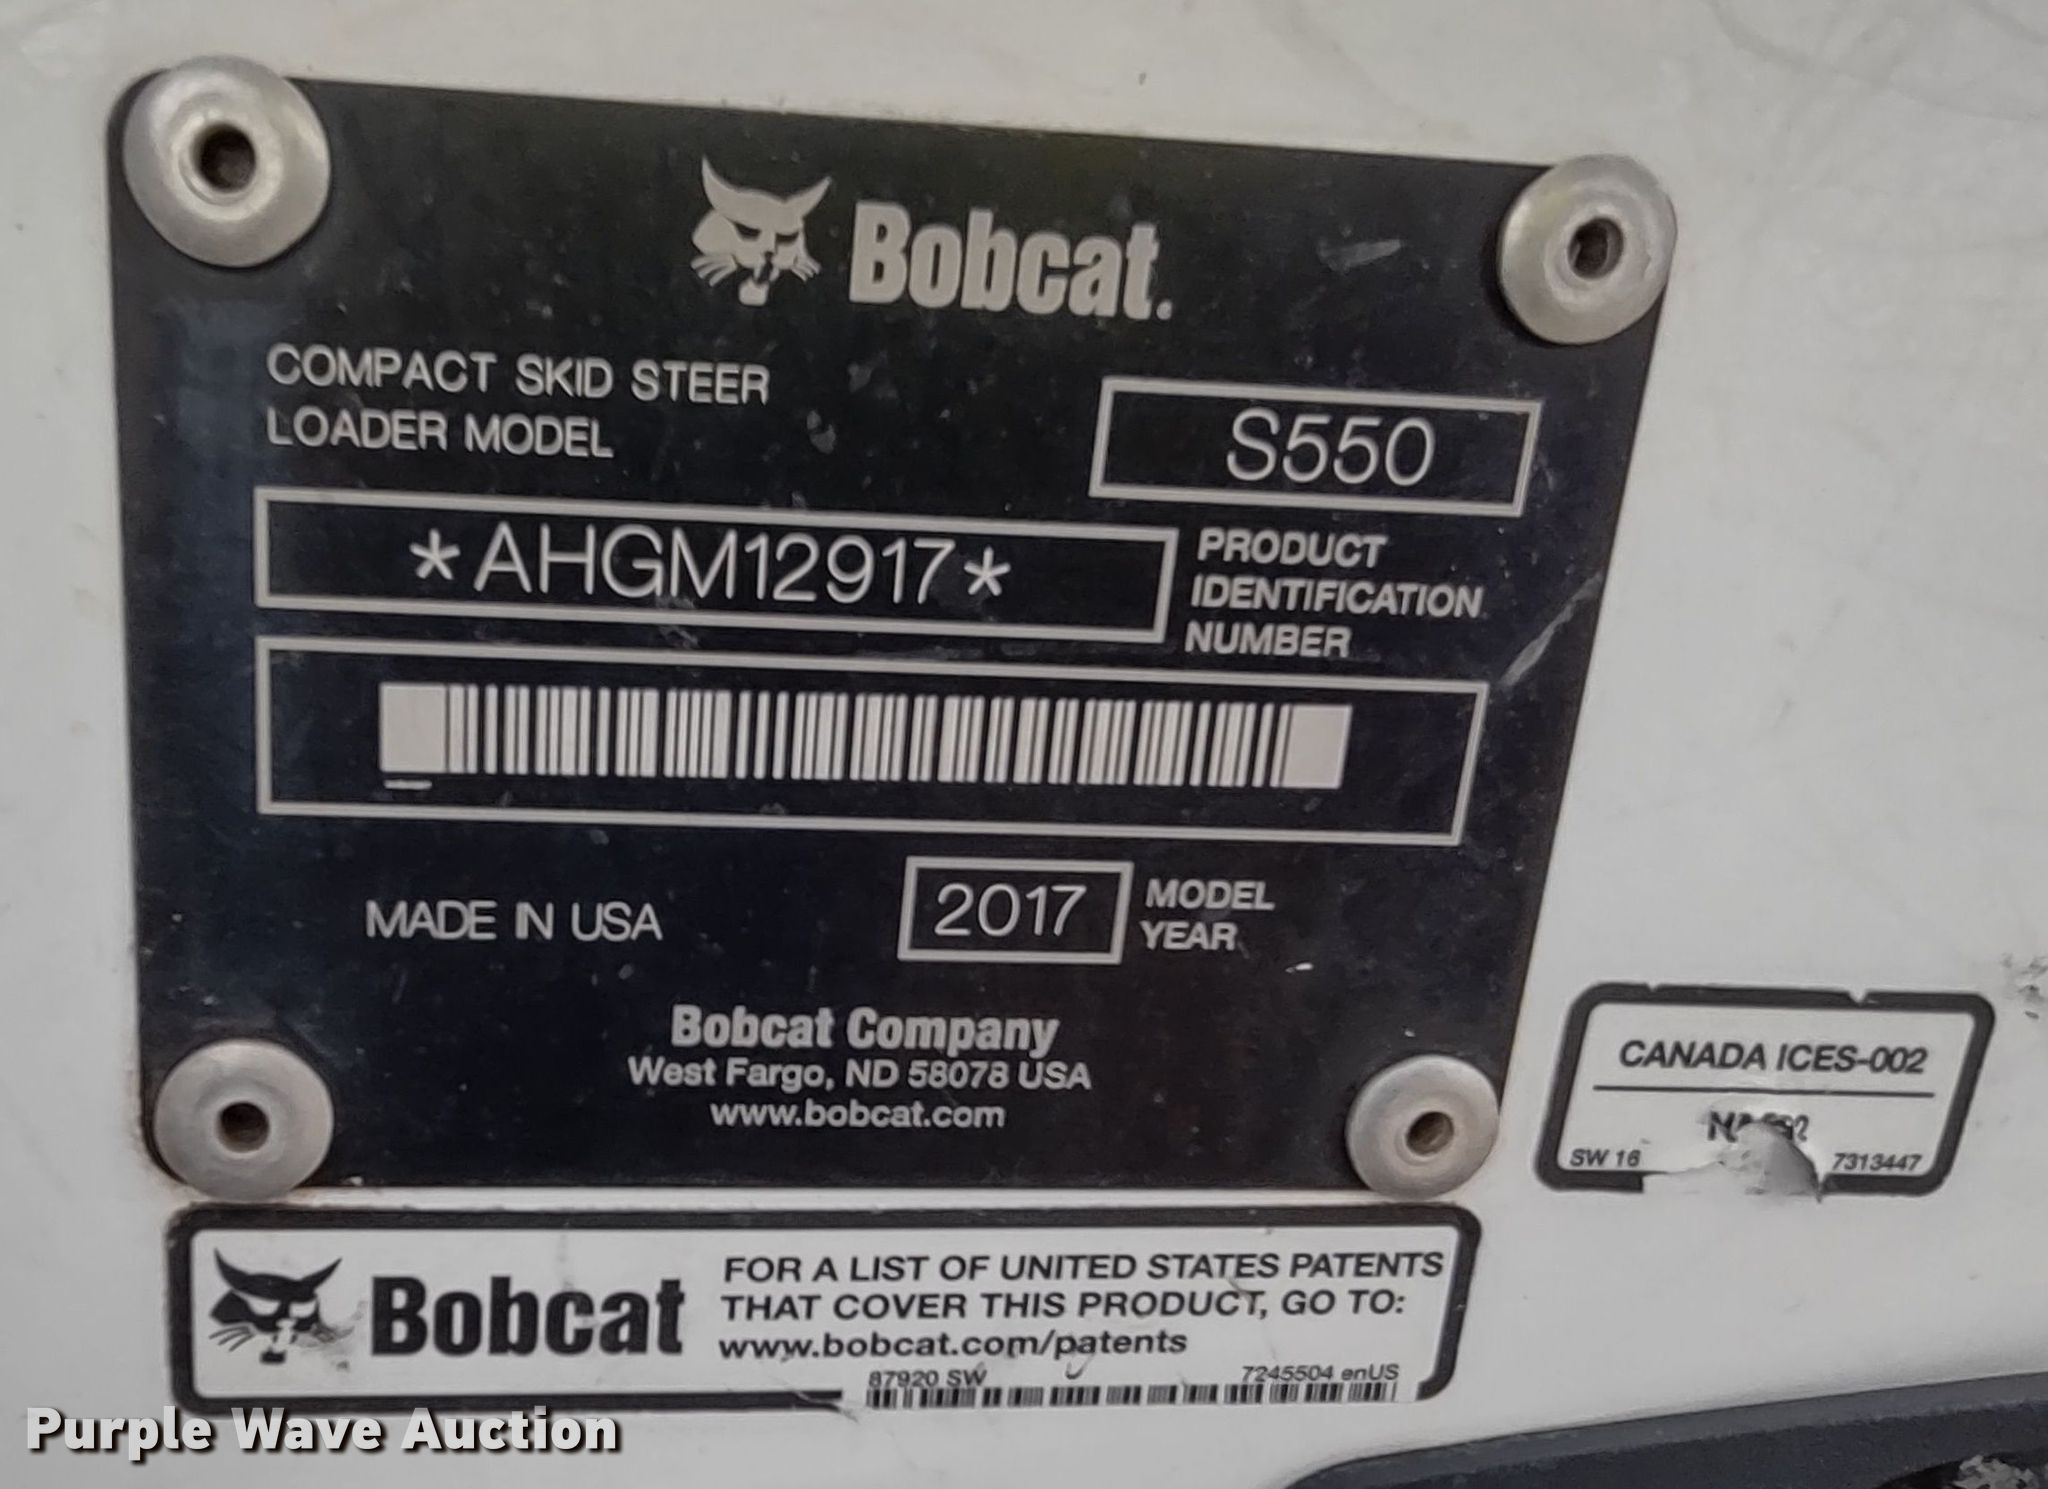 Bobcat.
COMPACT SKID STEER
LOADER MODEL
S550
*AHGM12917*
PRODUCT
IDENTIFICATION
NUMBER
MADE IN USA
2017
MODEL
YEAR
Bobcat Company
West Fargo, ND 58078 USA
www.bobcat.com
CANADA ICES-002
SW 16
7313447
Bobcat
FOR A LIST OF UNITED STATES PATENTS
THAT COVER THIS PRODUCT, GO TO:
www.bobcat.com/patents
87920 SW
7245504 enUS
Purple Wave Auction